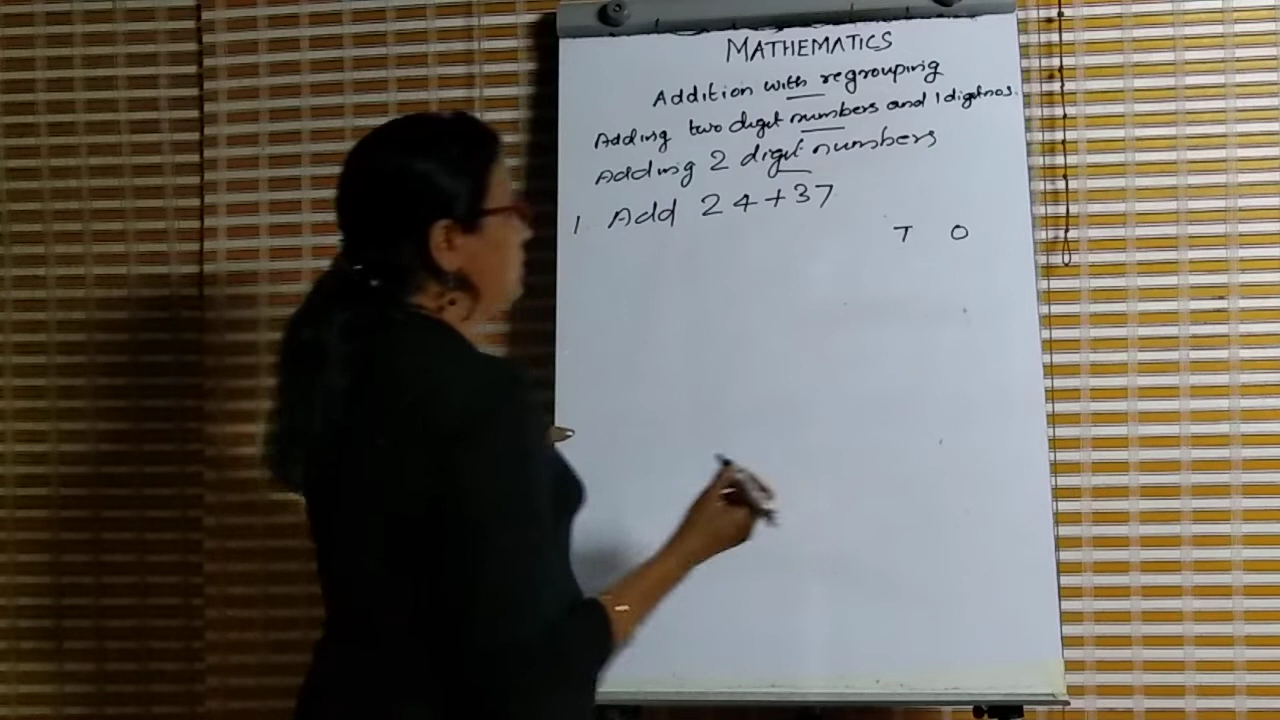 MATHEMATICS
Addition with regrouping
Adding two digit numbers and 1 digit nos.
Adding 2 digit numbers
1. Add 24+37
T O